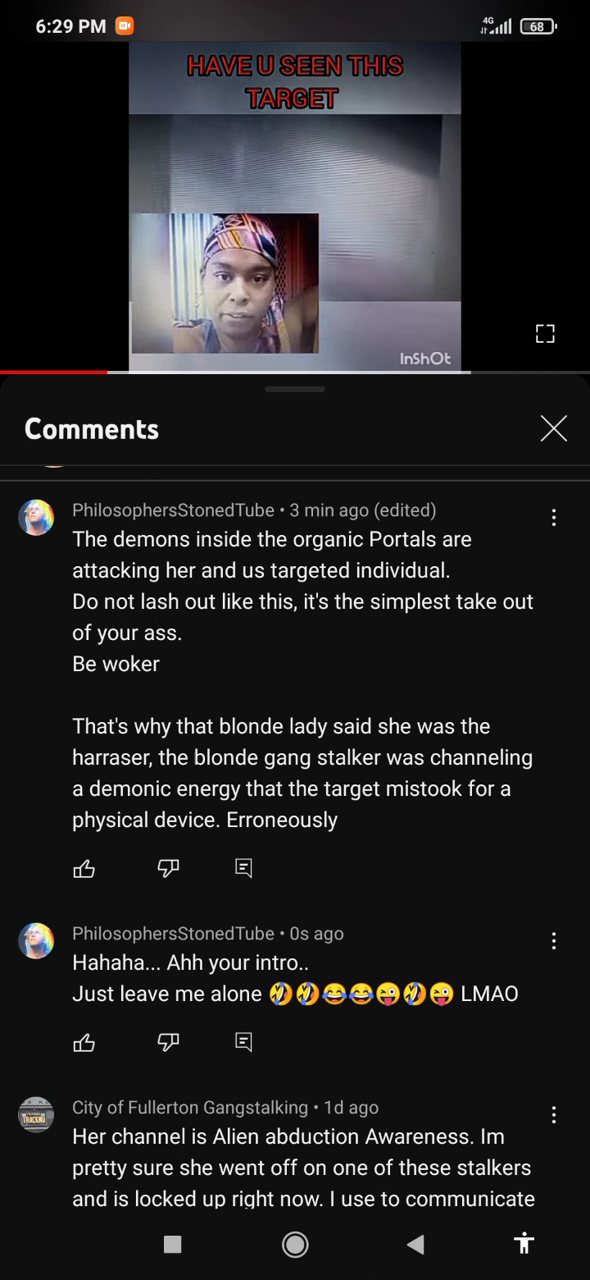 6:29 PM
4G
68
HAVE U SEEN THIS
TARGET
InShOt
Comments
PhilosophersStonedTube • 3 min ago (edited)
The demons inside the organic Portals are
attacking her and us targeted individual.
Do not lash out like this, it's the simplest take out
of your ass.
Be woker
That's why that blonde lady said she was the
harraser, the blonde gang stalker was channeling
a demonic energy that the target mistook for a
physical device. Erroneously
PhilosophersStonedTube • 0s ago
Hahaha... Ahh your intro..
Just leave me alone 🤣🤣😂😂😜🤣😜 LMAO
City of Fullerton Gangstalking • 1d ago
Her channel is Alien abduction Awareness. Im
pretty sure she went off on one of these stalkers
and is locked up right now. I use to communicate